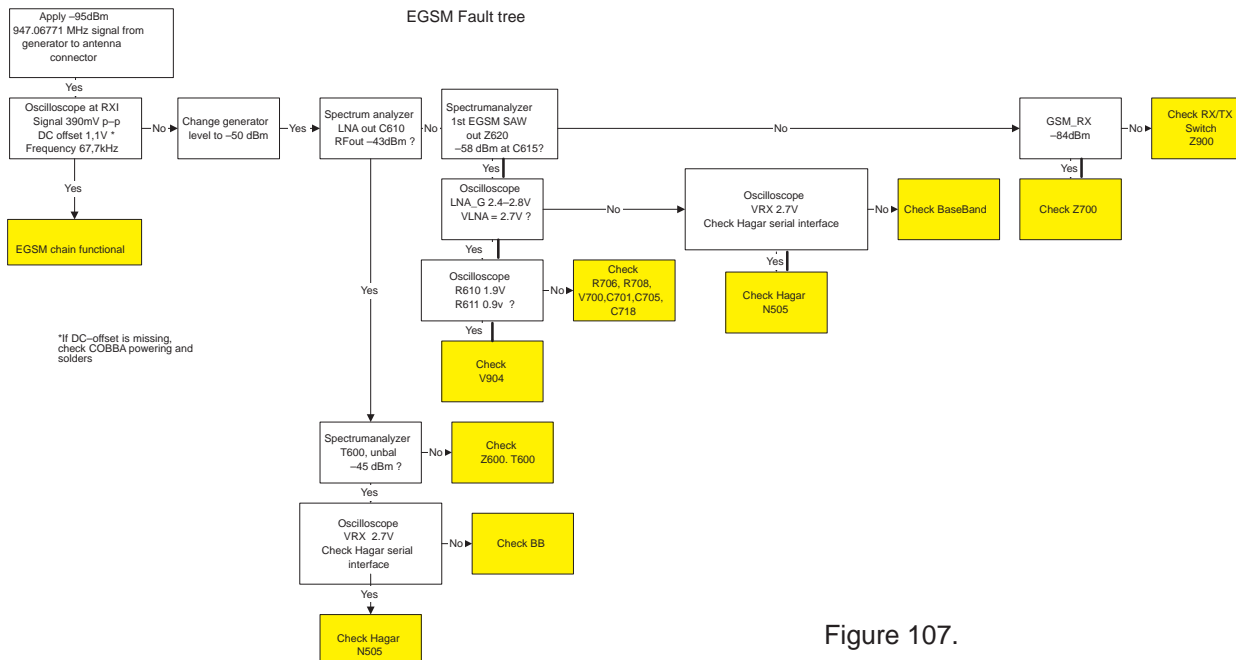 EGSM Fault tree
Apply –95dBm
947.06771 MHz signal from
generator to antenna
connector
Yes
Oscilloscope at RXI
Signal 390mV p–p
DC offset 1,1V *
Frequency 67,7kHz
No
Change generator
level to –50 dBm
Yes
Spectrum analyzer
LNA out C610
RFout –43dBm ?
No
Spectrumanalyzer
1st EGSM SAW
out Z620
–58 dBm at C615?
No
GSM_RX
–84dBm
No
Check RX/TX
Switch
Z900
Yes
EGSM chain functional
Yes
Oscilloscope
LNA_G 2.4–2.8V
VLNA = 2.7V ?
No
Oscilloscope
VRX 2.7V
Check Hagar serial interface
No
Check BaseBand
Yes
Check Z700
Yes
Oscilloscope
R610 1.9V
R611 0.9v ?
No
Check
R706, R708,
V700,C701,C705,
C718
Yes
Check Hagar
N505
Yes
Check
V904
*If DC–offset is missing,
check COBBA powering and
solders
Yes
Spectrumanalyzer
T600, unbal
–45 dBm ?
No
Check
Z600. T600
Yes
Oscilloscope
VRX 2.7V
Check Hagar serial
interface
No
Check BB
Yes
Check Hagar
N505
Figure 107.